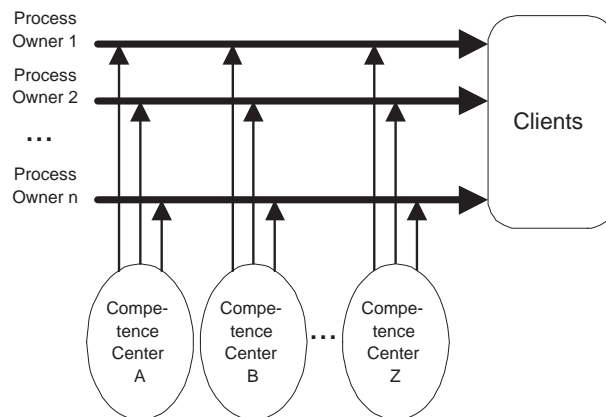 Process
Owner 1
Process
Owner 2
...
Process
Owner n
Clients
Compe-
tence
Center
A
Compe-
tence
Center
B
...
Compe-
tence
Center
Z